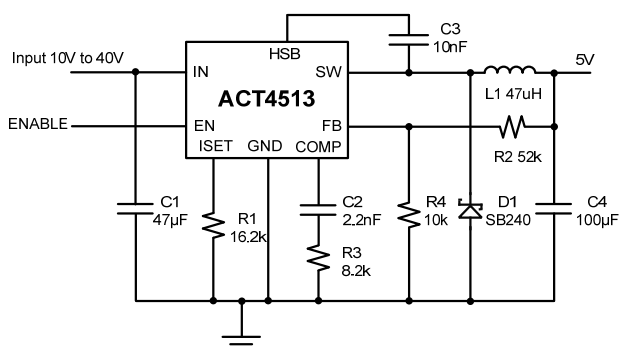 C3
10nF
HSB
Input 10V to 40V
IN
SW
5V
ACT4513
L1 47uH
ENABLE
EN
FB
ISET
GND
COMP
R2 52k
C1
47µF
R1
16.2k
C2
2.2nF
R3
8.2k
R4
10k
D1
SB240
C4
100µF